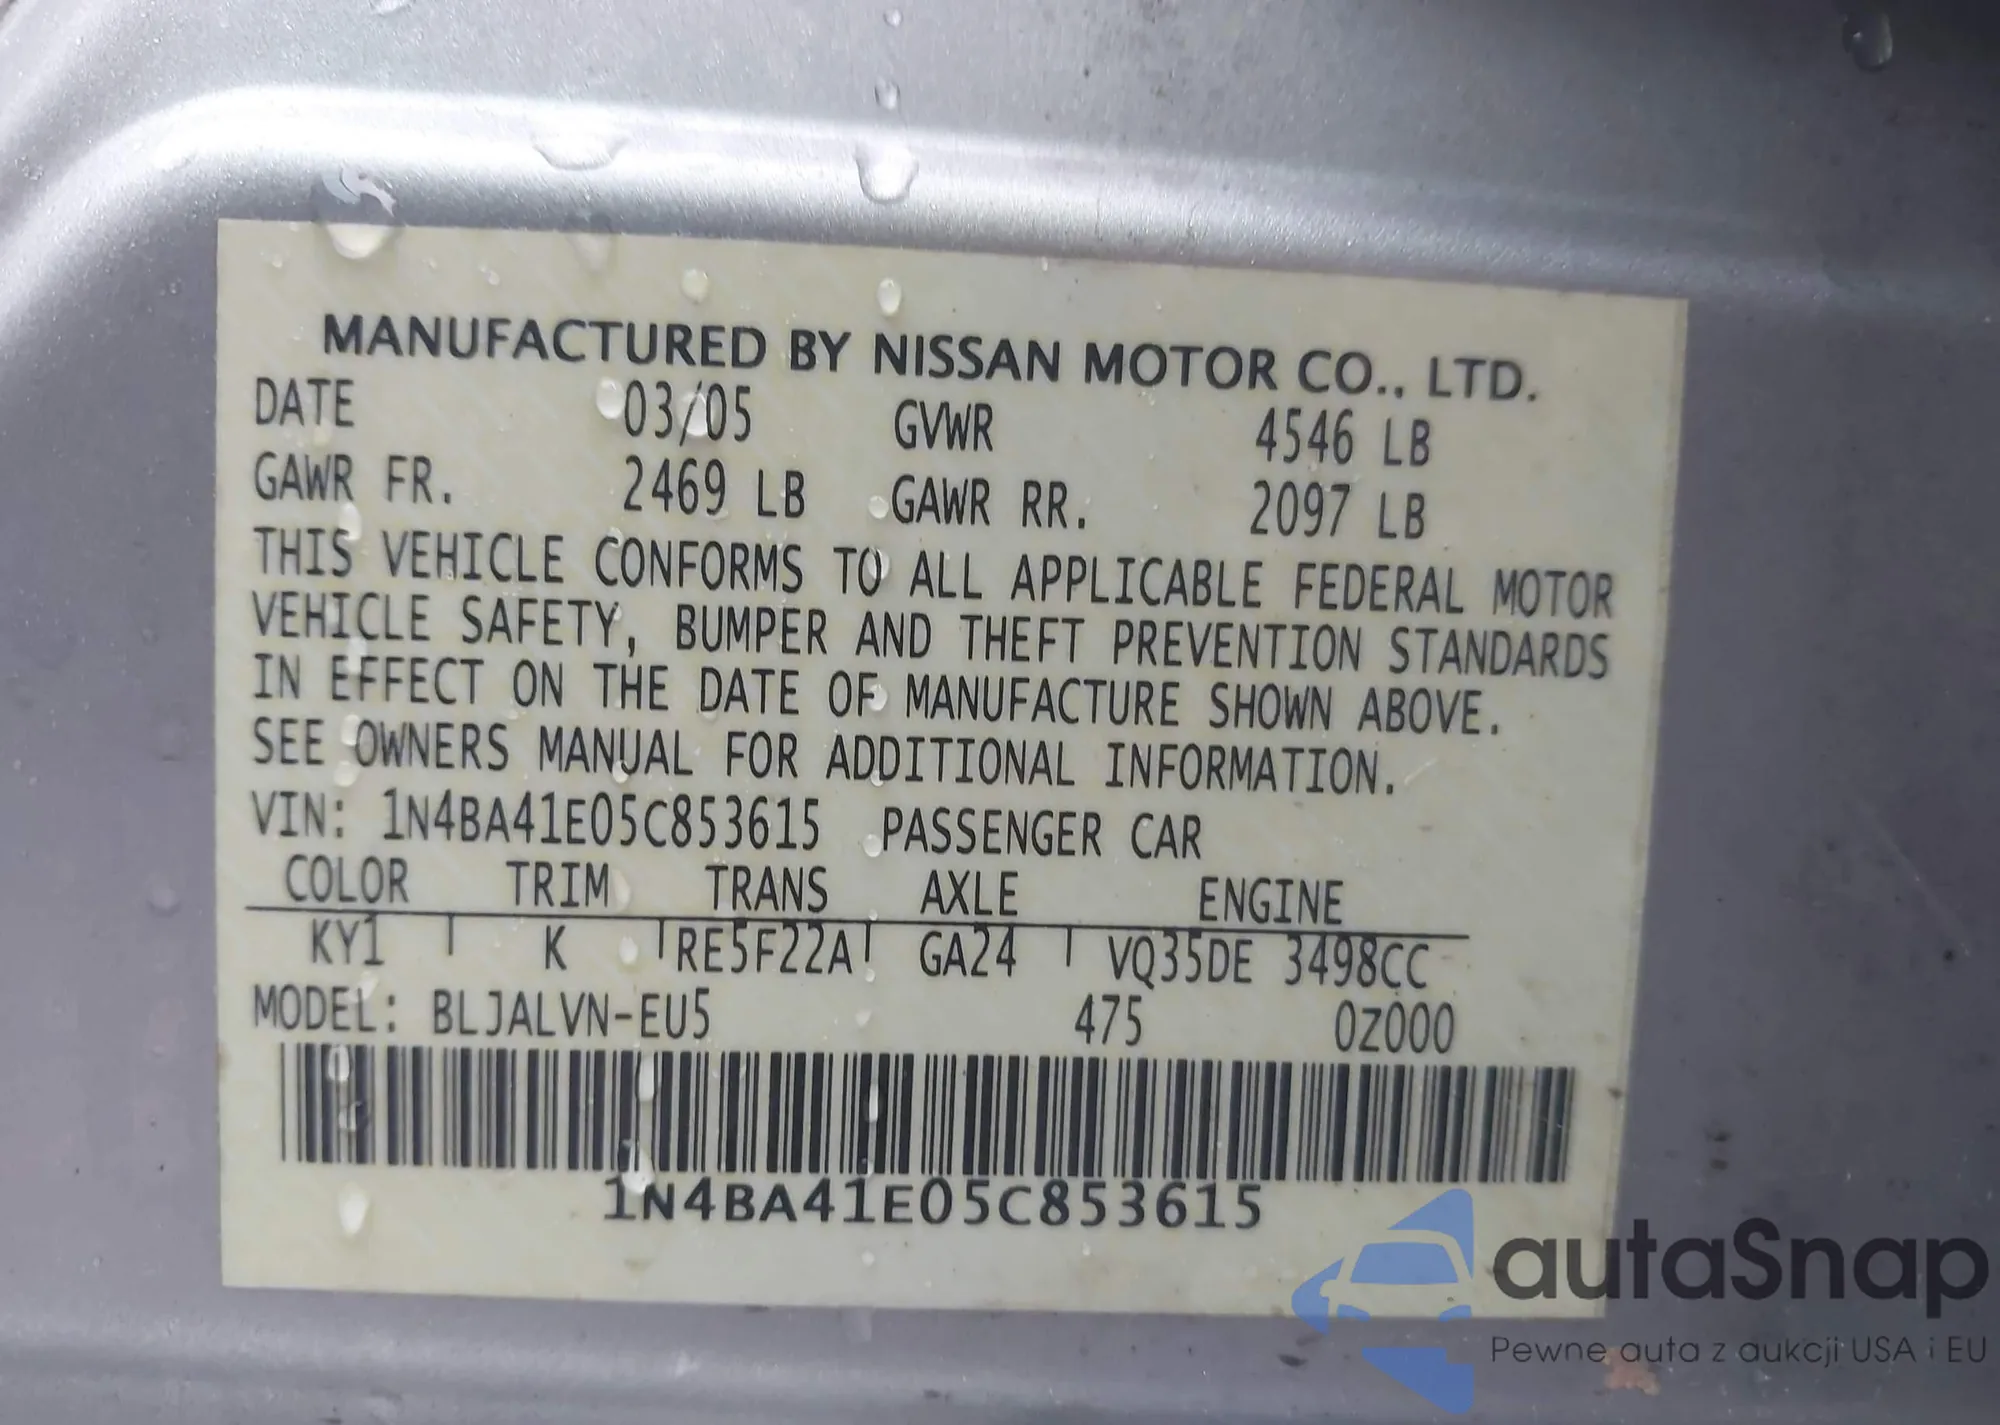 MANUFACTURED BY NISSAN MOTOR CO., LTD.
DATE 03/05 GVWR 4546 LB
GAWR FR. 2469 LB GAWR RR. 2097 LB
THIS VEHICLE CONFORMS TO ALL APPLICABLE FEDERAL MOTOR
VEHICLE SAFETY, BUMPER AND THEFT PREVENTION STANDARDS
IN EFFECT ON THE DATE OF MANUFACTURE SHOWN ABOVE.
SEE OWNERS MANUAL FOR ADDITIONAL INFORMATION.
VIN: 1N4BA41E05C853615 PASSENGER CAR
COLOR TRIM TRANS AXLE ENGINE
KY1 K RE5F22A GA24 VQ35DE 3498CC
MODEL: BLJALVN-EU5 475 0Z000
1N4BA41E05C853615
autaSnap
Pewne auta z aukcji USA i EU